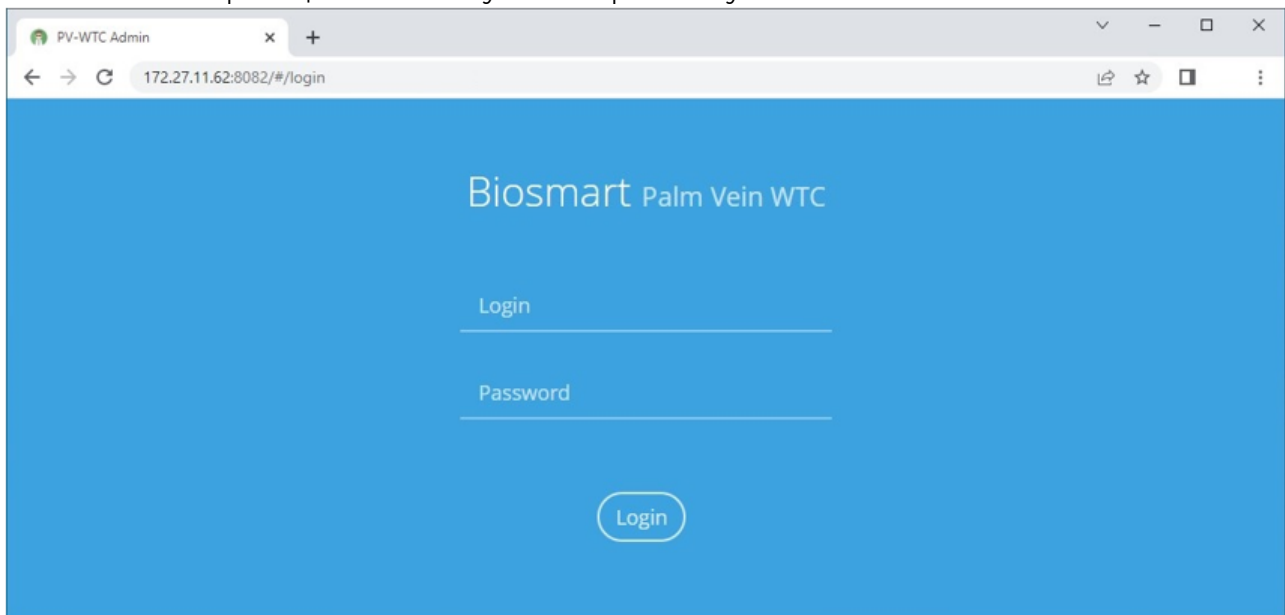 PV-WTC Admin
172.27.11.62:8082/#/login
Biosmart Palm Vein WTC
Login
Password
Login